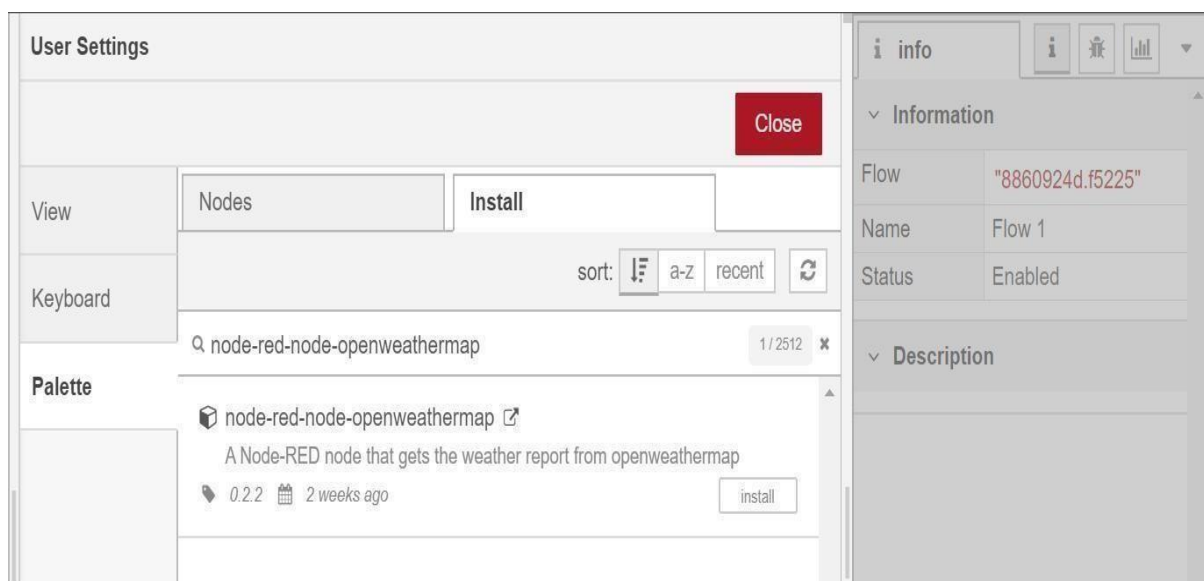 User Settings
Close
View
Keyboard
Palette
Nodes
Install
sort: a-z recent
node-red-node-openweathermap
1 / 2512 ×
node-red-node-openweathermap
A Node-RED node that gets the weather report from openweathermap
0.2.2 2 weeks ago
install
i info
i
Information
Flow "8860924d.f5225"
Name Flow 1
Status Enabled
Description